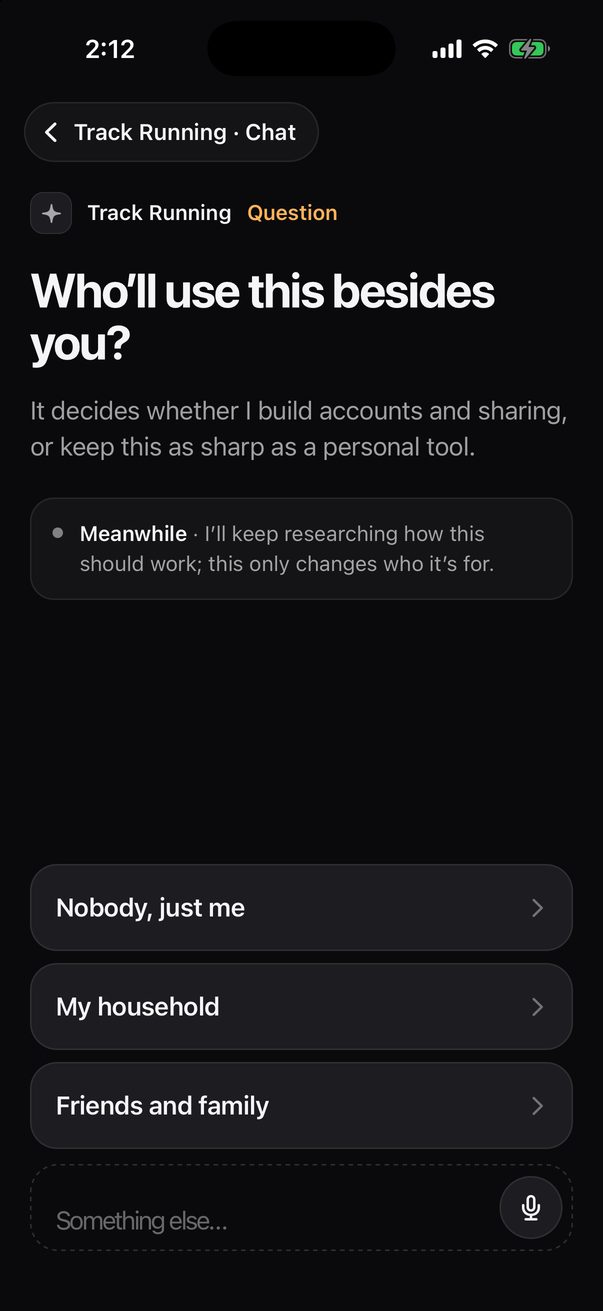 2:12
Track Running · Chat
Track Running Question
Who’ll use this besides
you?
It decides whether I build accounts and sharing,
or keep this as sharp as a personal tool.
Meanwhile · I’ll keep researching how this
should work; this only changes who it’s for.
Nobody, just me
My household
Friends and family
Something else...